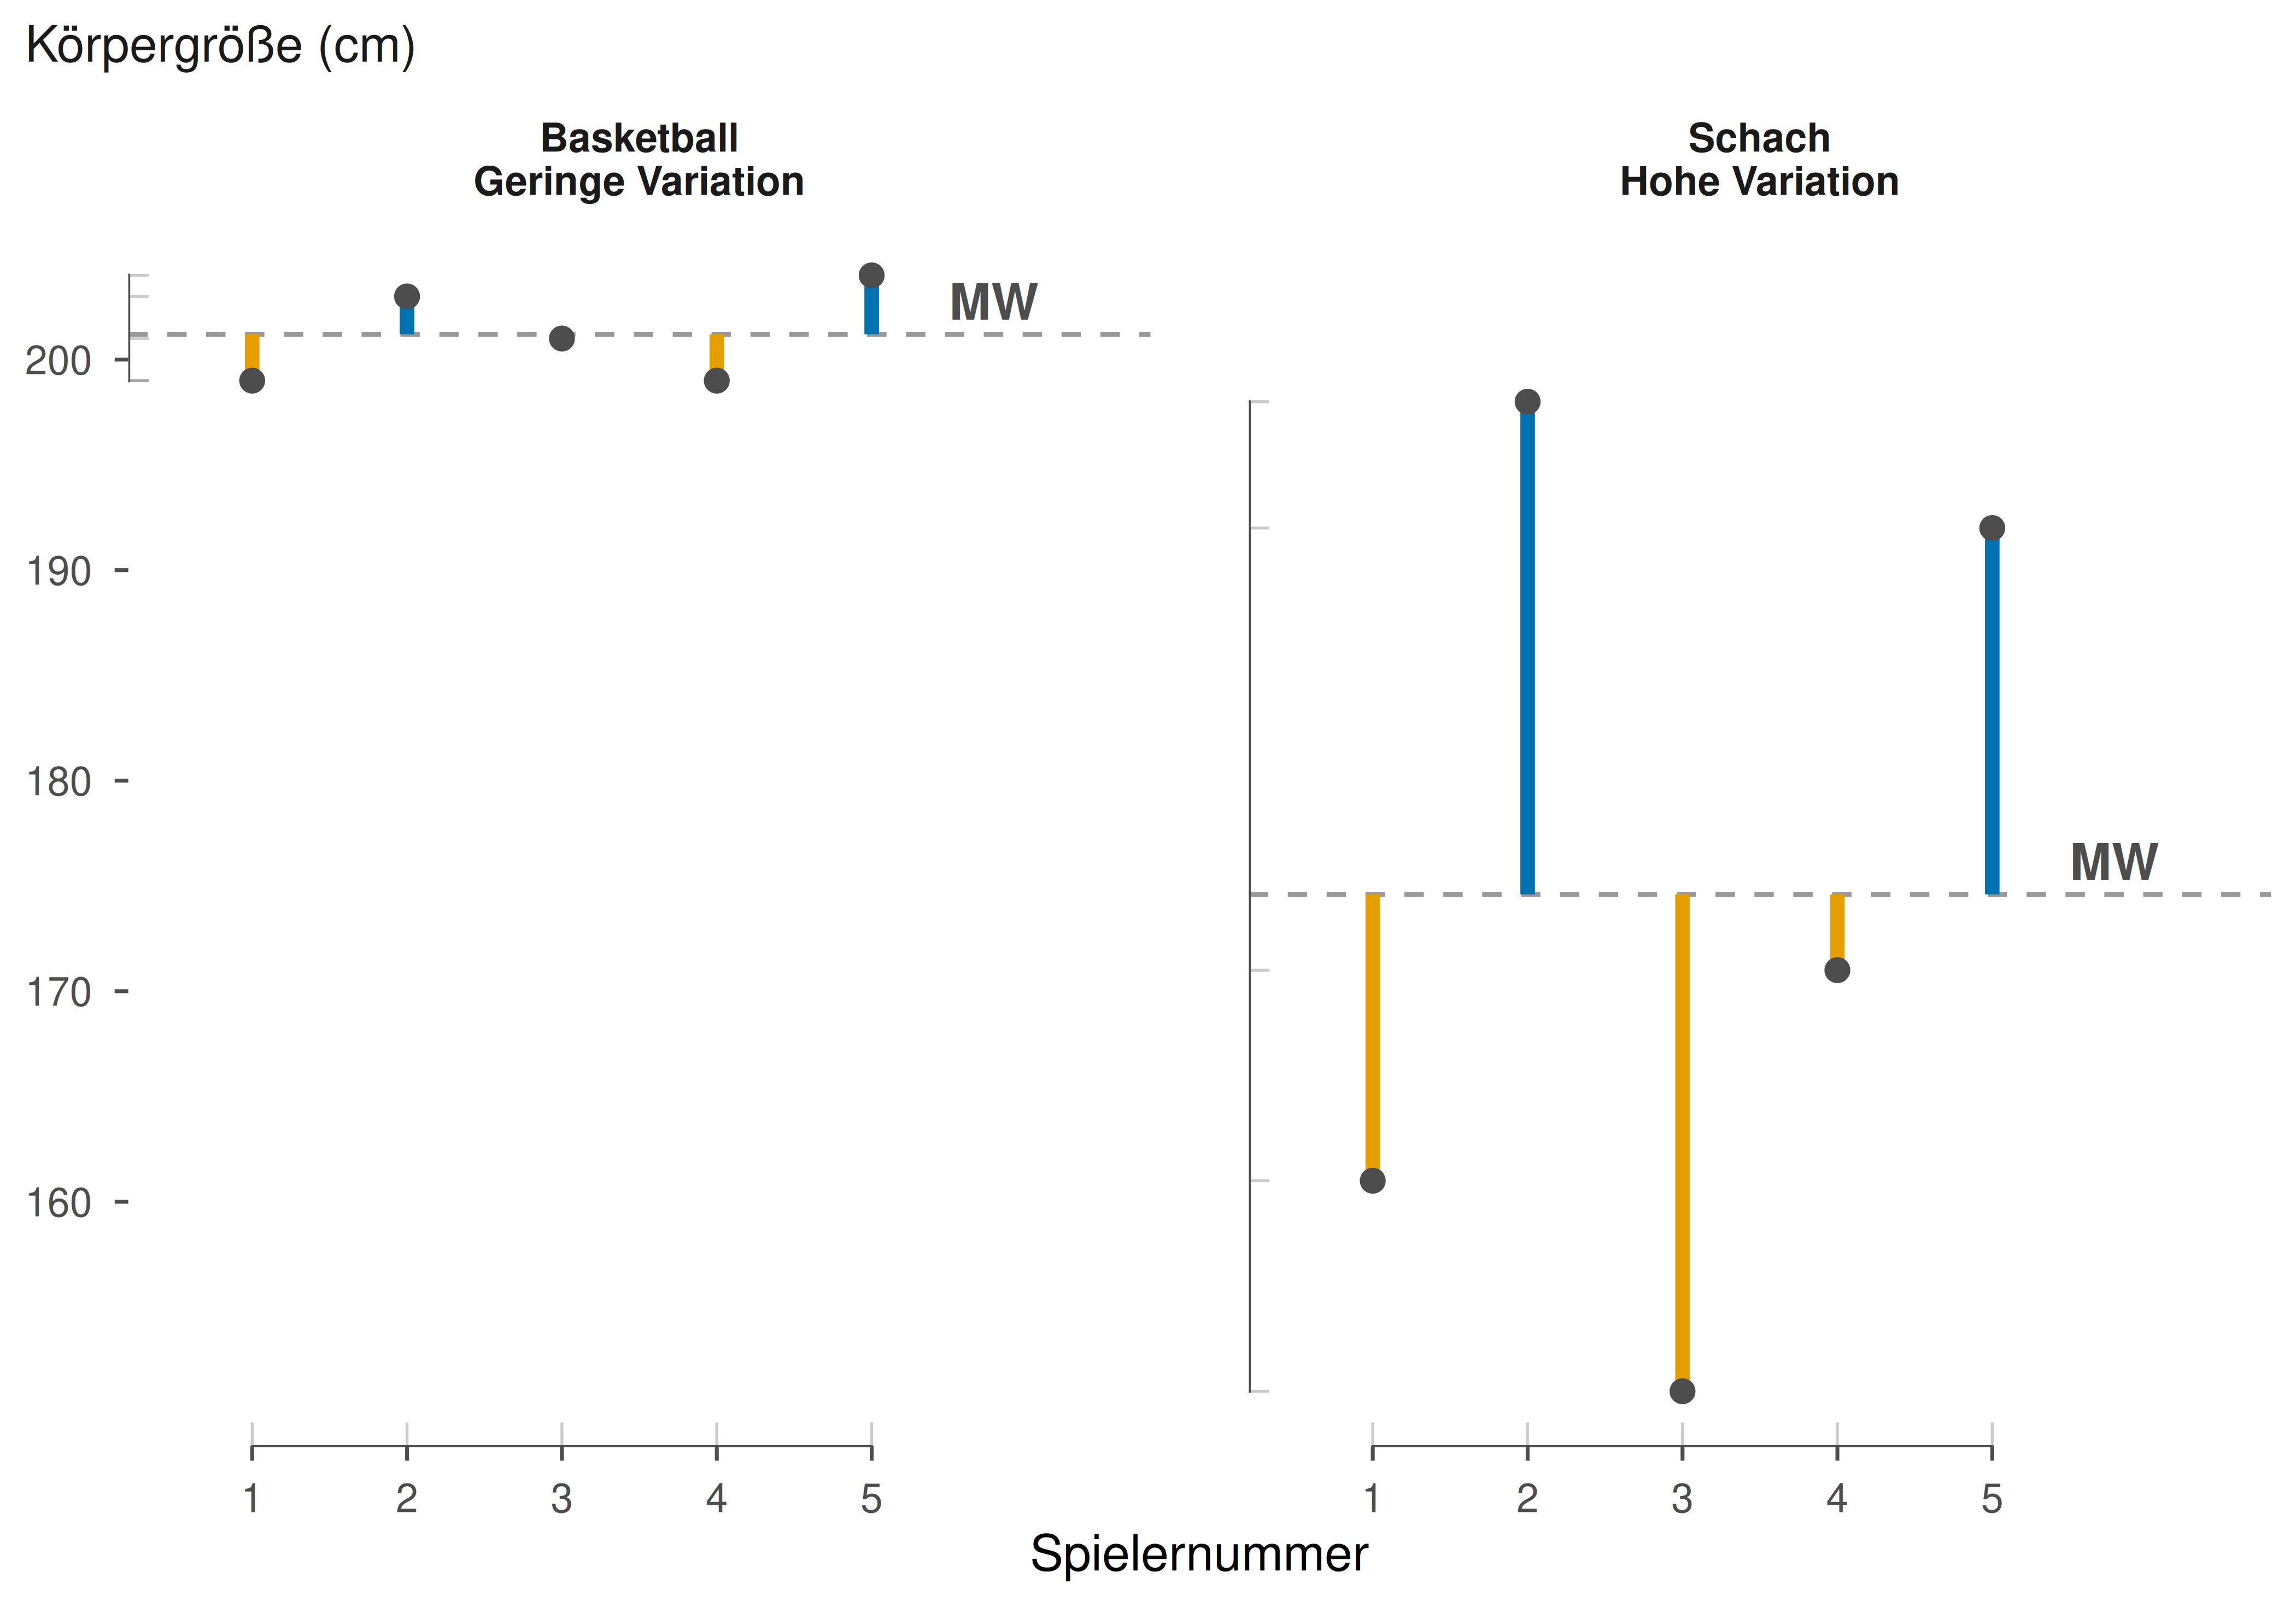 Körpergröße (cm)
Basketball
Geringe Variation
Schach
Hohe Variation
MW
200
190
180
MW
170
160
1 2 3 4 5 1 2 3 4 5
Spielernummer